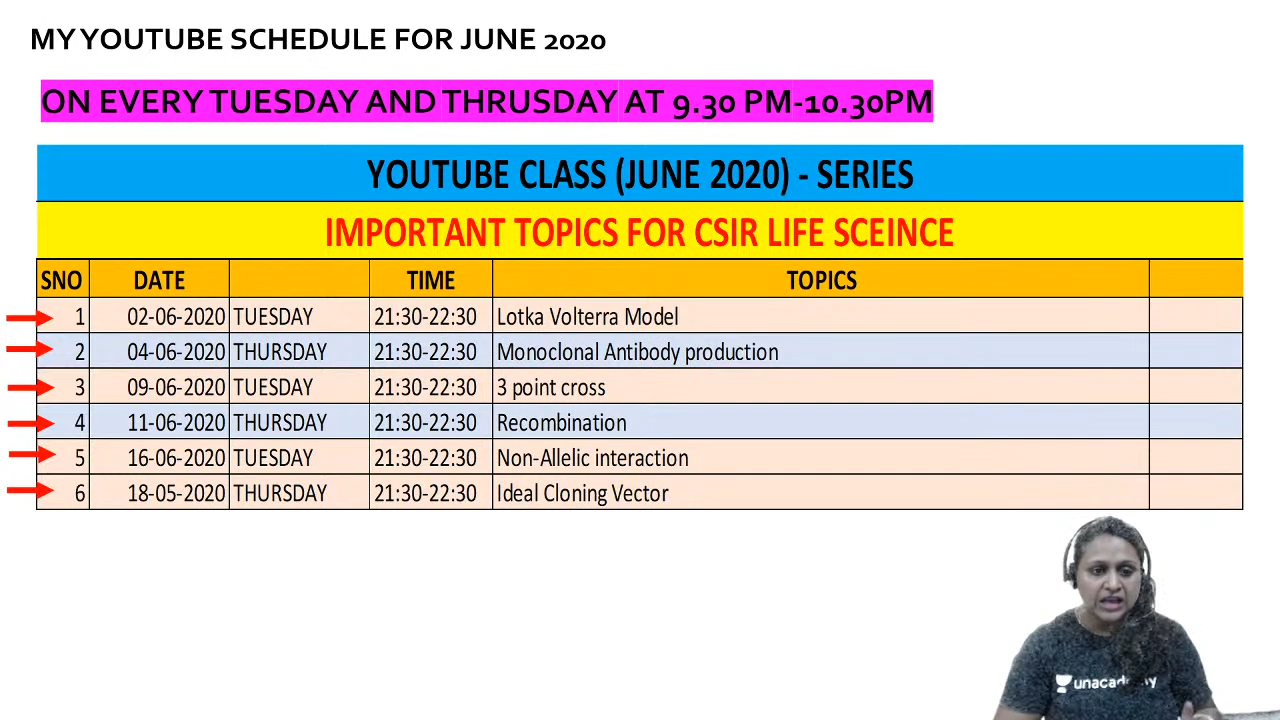 MY YOUTUBE SCHEDULE FOR JUNE 2020
ON EVERY TUESDAY AND THRUSDAY AT 9.30 PM-10.30PM
YOUTUBE CLASS (JUNE 2020) - SERIES
IMPORTANT TOPICS FOR CSIR LIFE SCEINCE
SNO DATE TIME TOPICS
1 02-06-2020 TUESDAY 21:30-22:30 Lotka Volterra Model
2 04-06-2020 THURSDAY 21:30-22:30 Monoclonal Antibody production
3 09-06-2020 TUESDAY 21:30-22:30 3 point cross
4 11-06-2020 THURSDAY 21:30-22:30 Recombination
5 16-06-2020 TUESDAY 21:30-22:30 Non-Allelic interaction
6 18-05-2020 THURSDAY 21:30-22:30 Ideal Cloning Vector
unacademy